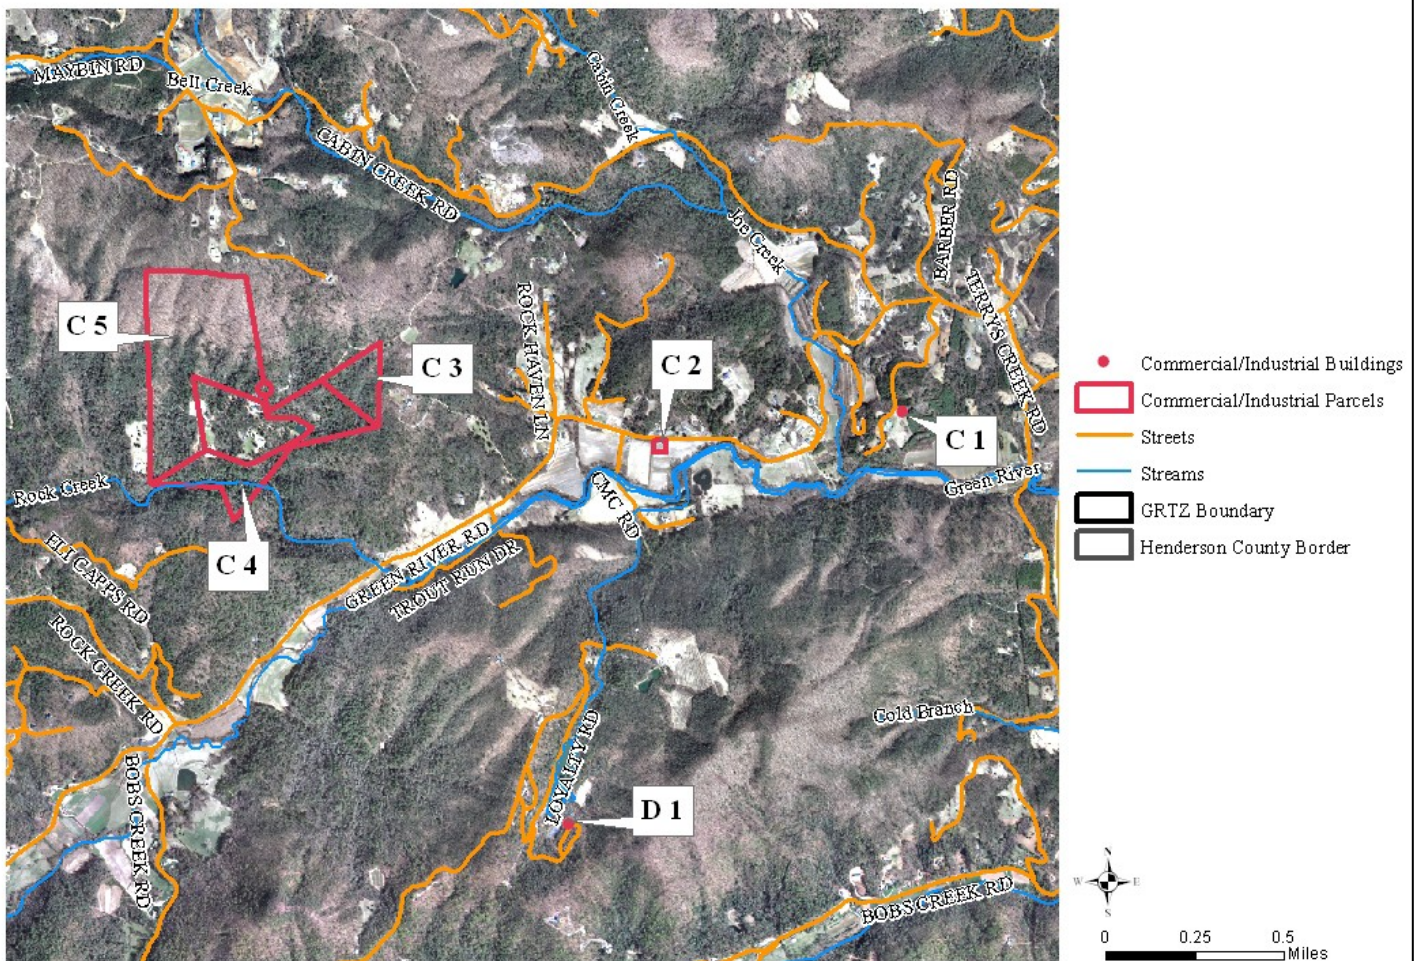 MAYBIN RD
Bell Creek
Cabin Creek
CABIN CREEK RD
BARBER RD
Joe Creek
TERRYS CREEK RD
ROCK HAVEN LN
C 5
C 3
C 2
C 1
Rock Creek
Green River
CMC RD
C 4
GREEN RIVER RD
TROUT RUN DR
ELI CAPPS RD
ROCK CREEK RD
Cold Branch
LOYALTY RD
D 1
BOBS CREEK RD
BOBS CREEK RD
Commercial/Industrial Buildings
Commercial/Industrial Parcels
Streets
Streams
GRTZ Boundary
Henderson County Border
N
W E
S
0 0.25 0.5
Miles